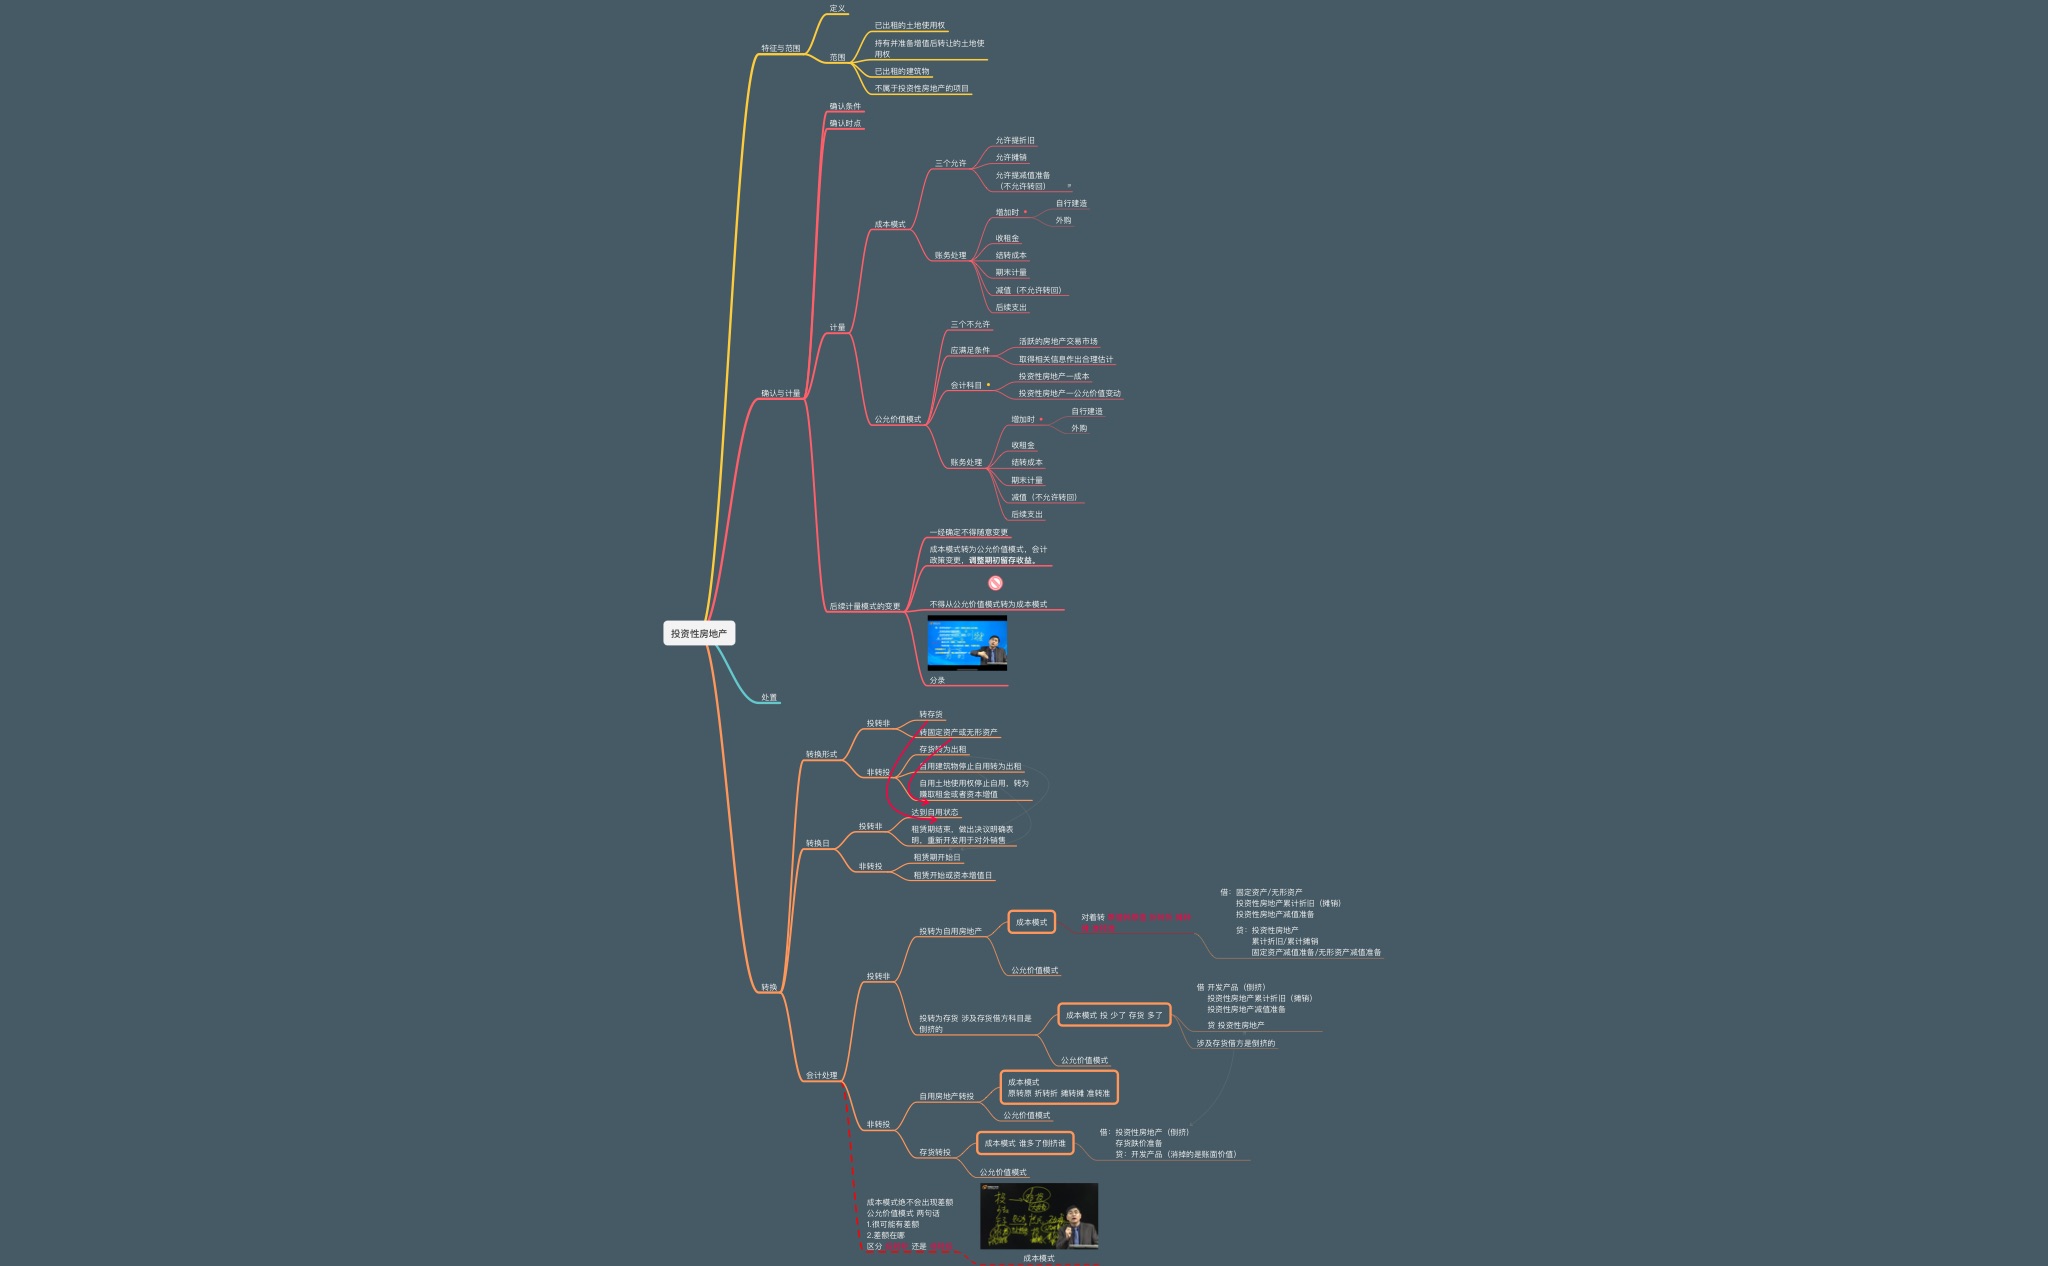 定义
特征与范围
已出租的土地使用权
持有并准备增值后转让的土地使
用权
范围
已出租的建筑物
不属于投资性房地产的项目
确认条件
确认时点
允许提折旧
三个允许
允许摊销
允许提减值准备
（不允许转回）
成本模式
增加时
自行建造
外购
收租金
账务处理
结转成本
期末计量
减值（不允许转回）
后续支出
计量
三个不允许
应满足条件
活跃的房地产交易市场
取得相关信息作出合理估计
会计科目
投资性房地产—成本
投资性房地产—公允价值变动
确认与计量
公允价值模式
增加时
自行建造
外购
收租金
账务处理
结转成本
期末计量
减值（不允许转回）
后续支出
一经确定不得随意变更
成本模式转为公允价值模式，会计
政策变更，调整期初留存收益。
后续计量模式的变更
不得从公允价值模式转为成本模式
分录
投资性房地产
处置
转存货
投转非
转固定资产或无形资产
转换形式
存货转为出租
非转投
自用建筑物停止自用转为出租
自用土地使用权停止自用，转为
赚取租金或者资本增值
达到自用状态
投转非
租赁期结束，做出决议明确表
明，重新开发用于对外销售
转换日
租赁期开始日
非转投
租赁开始或资本增值日
借：固定资产/无形资产
投资性房地产累计折旧（摊销）
投资性房地产减值准备
贷：投资性房地产
累计折旧/累计摊销
固定资产减值准备/无形资产减值准备
成本模式
对着转
投转为自用房地产
公允价值模式
投转非
转换
借 开发产品（倒挤）
投资性房地产累计折旧（摊销）
投资性房地产减值准备
贷 投资性房地产
成本模式 投 少了 存货 多了
投转为存货 涉及存货借方科目是
倒挤的
涉及存货借方是倒挤的
公允价值模式
会计处理
成本模式
原转原 折转折 摊转摊 准转准
自用房地产转投
公允价值模式
非转投
借：投资性房地产（倒挤）
存货跌价准备
贷：开发产品（消掉的是账面价值）
成本模式 谁多了倒挤谁
存货转投
公允价值模式
成本模式绝不会出现差额
公允价值模式 两句话
1.很可能有差额
2.差额在哪
区分
还是
成本模式